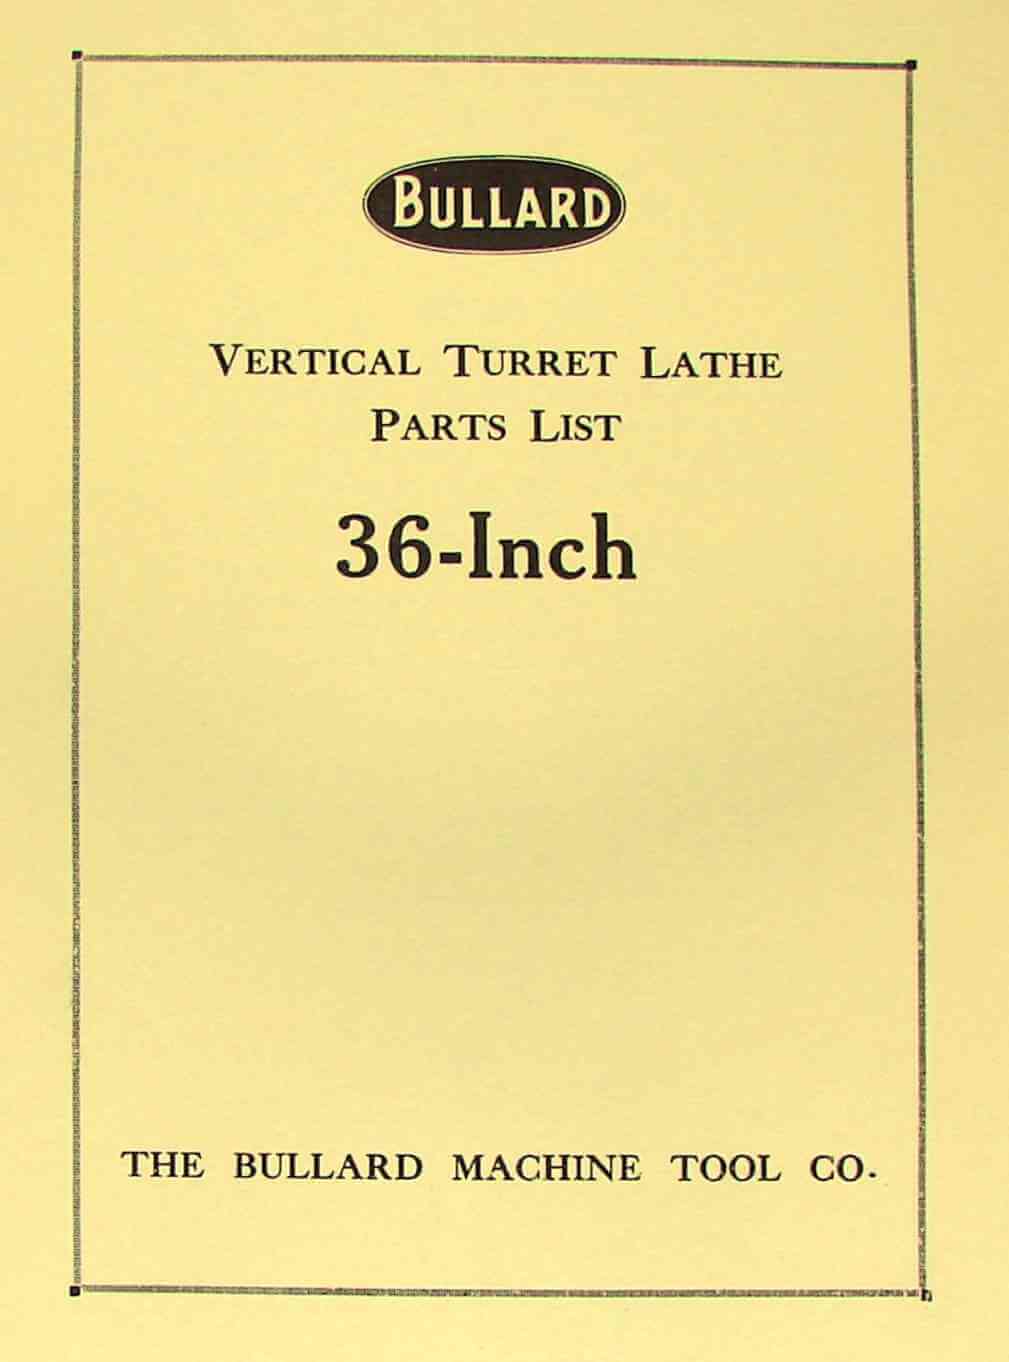 BULLARD
VERTICAL TURRET LATHE
PARTS LIST
36-Inch
THE BULLARD MACHINE TOOL CO.